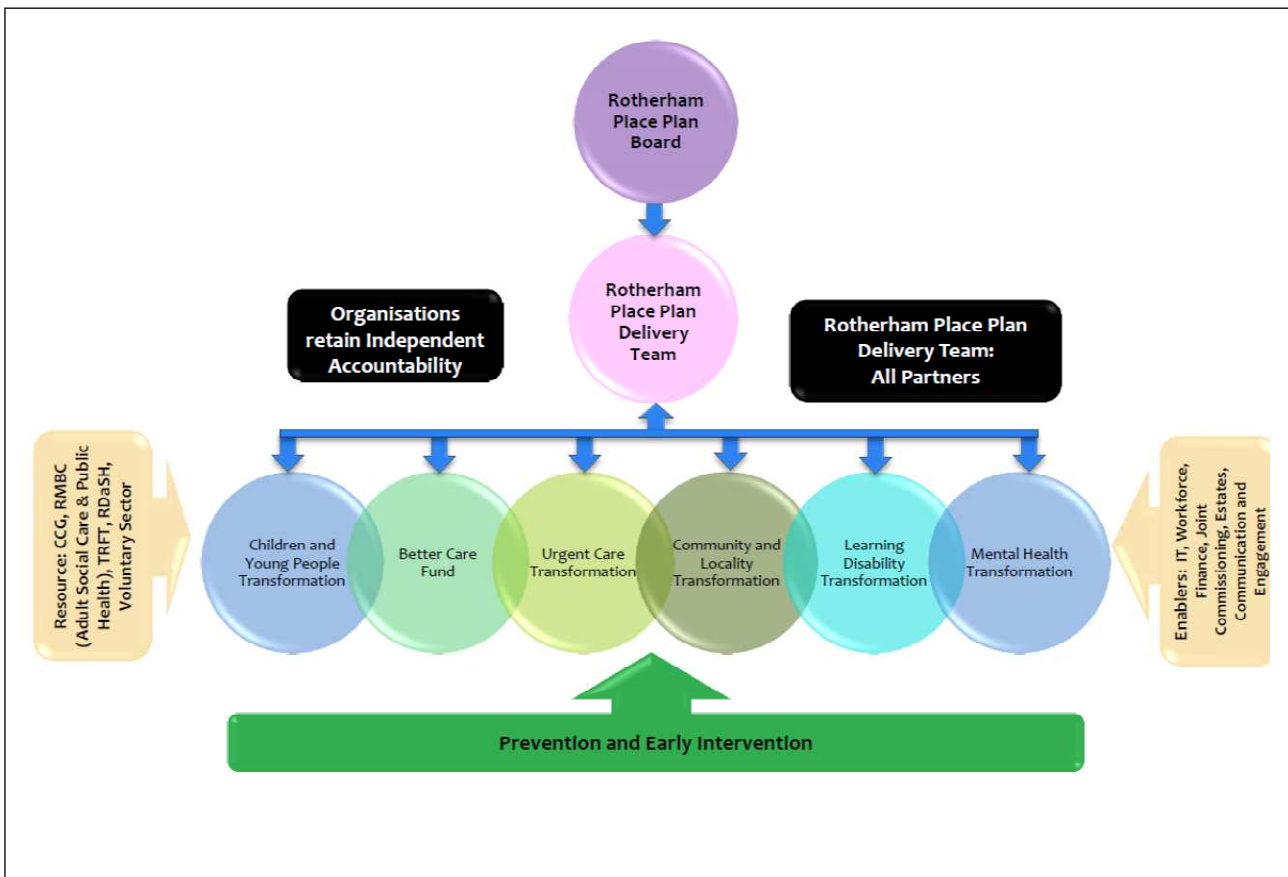 Rotherham
Place Plan
Board
Rotherham
Place Plan
Delivery
Team
Organisations
retain Independent
Accountability
Rotherham Place Plan
Delivery Team:
All Partners
Resource: CCG, RMBC
(Adult Social Care & Public
Health), TRFT, RDaSH,
Voluntary Sector
Children and
Young People
Transformation
Better Care
Fund
Urgent Care
Transformation
Community and
Locality
Transformation
Learning
Disability
Transformation
Mental Health
Transformation
Enablers: IT, Workforce,
Finance, Joint
Commissioning, Estates,
Communication and
Engagement
Prevention and Early Intervention